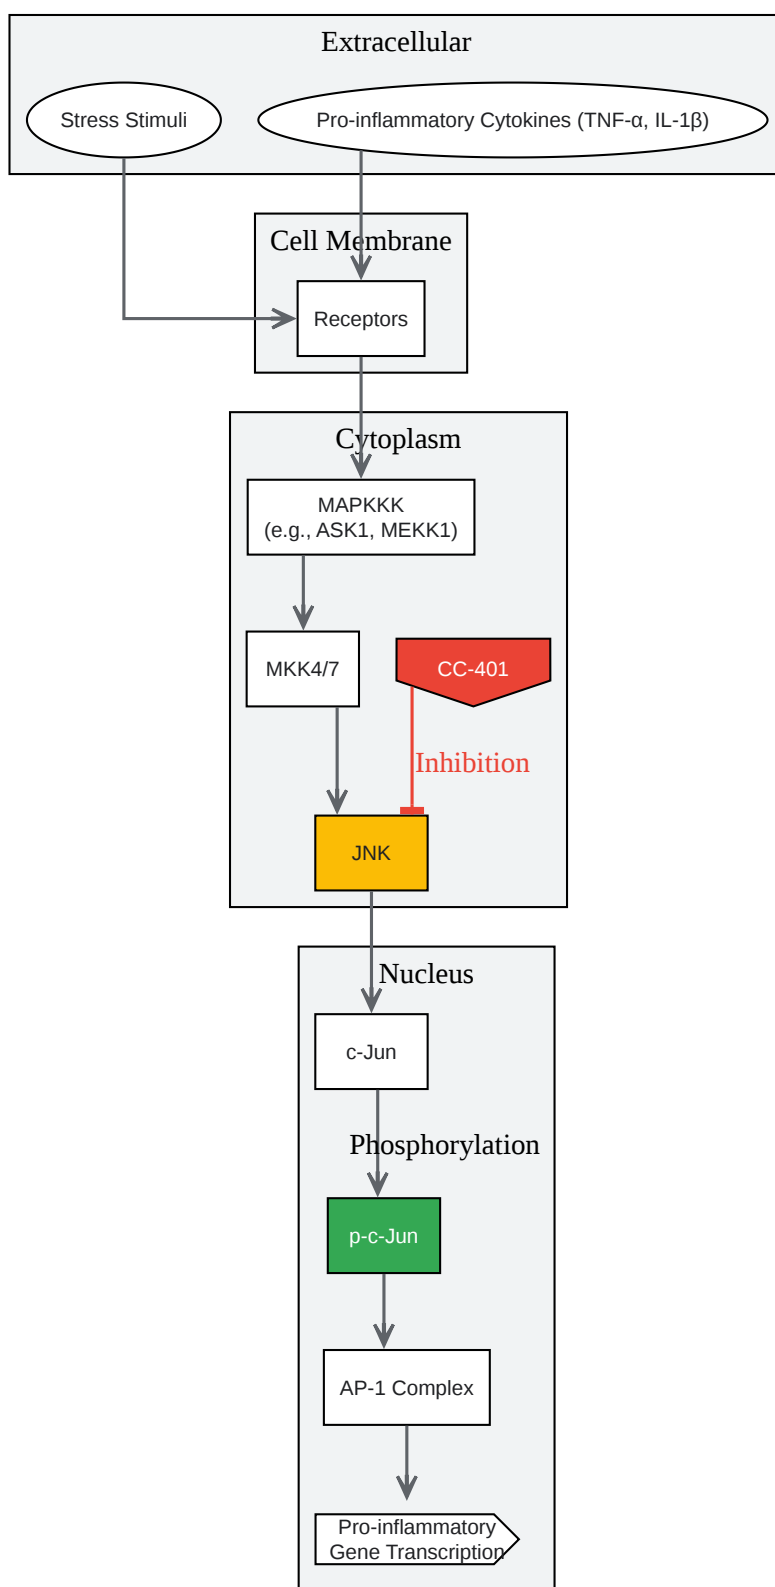 Extracellular
Stress Stimuli
Pro-inflammatory Cytokines (TNF-α, IL-1β)
Cell Membrane
Receptors
Cytoplasm
MAPKKK
(e.g., ASK1, MEKK1)
MKK4/7
CC-401
Inhibition
JNK
Nucleus
c-Jun
Phosphorylation
p-c-Jun
AP-1 Complex
Pro-inflammatory
Gene Transcription